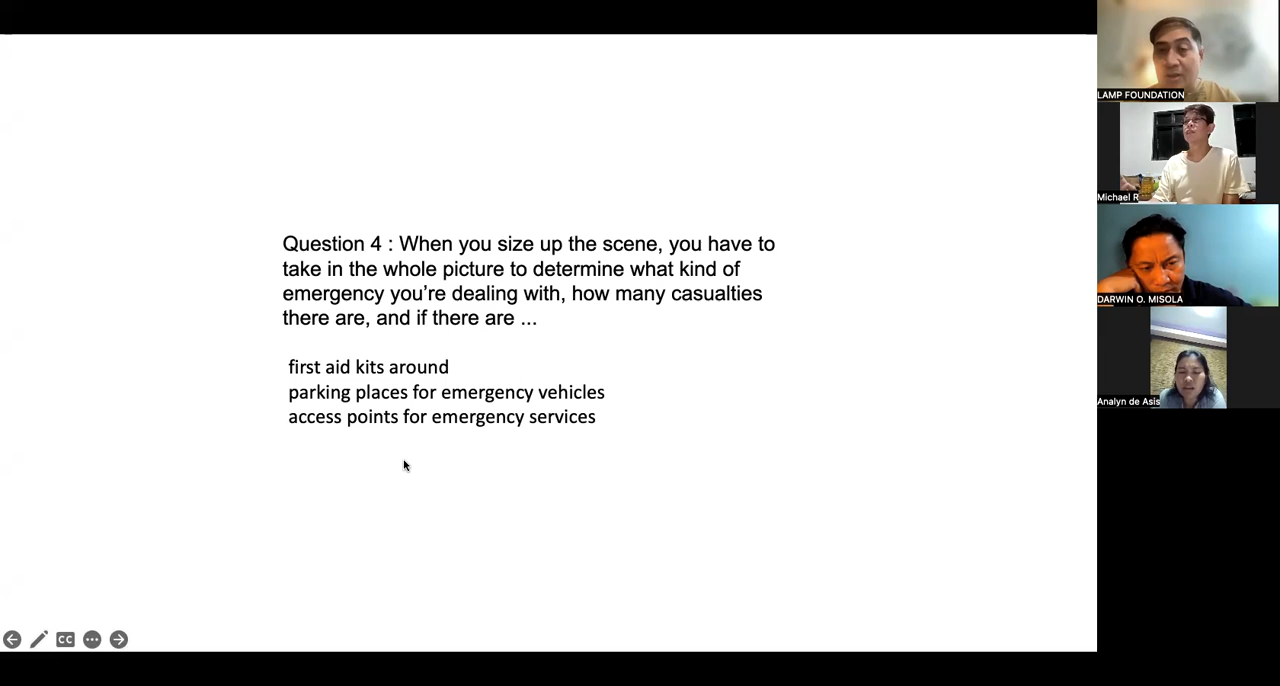 Question 4 : When you size up the scene, you have to
take in the whole picture to determine what kind of
emergency you’re dealing with, how many casualties
there are, and if there are ...
first aid kits around
parking places for emergency vehicles
access points for emergency services
CC
LAMP FOUNDATION
Michael R
DARWIN O. MISOLA
Analyn de Asis